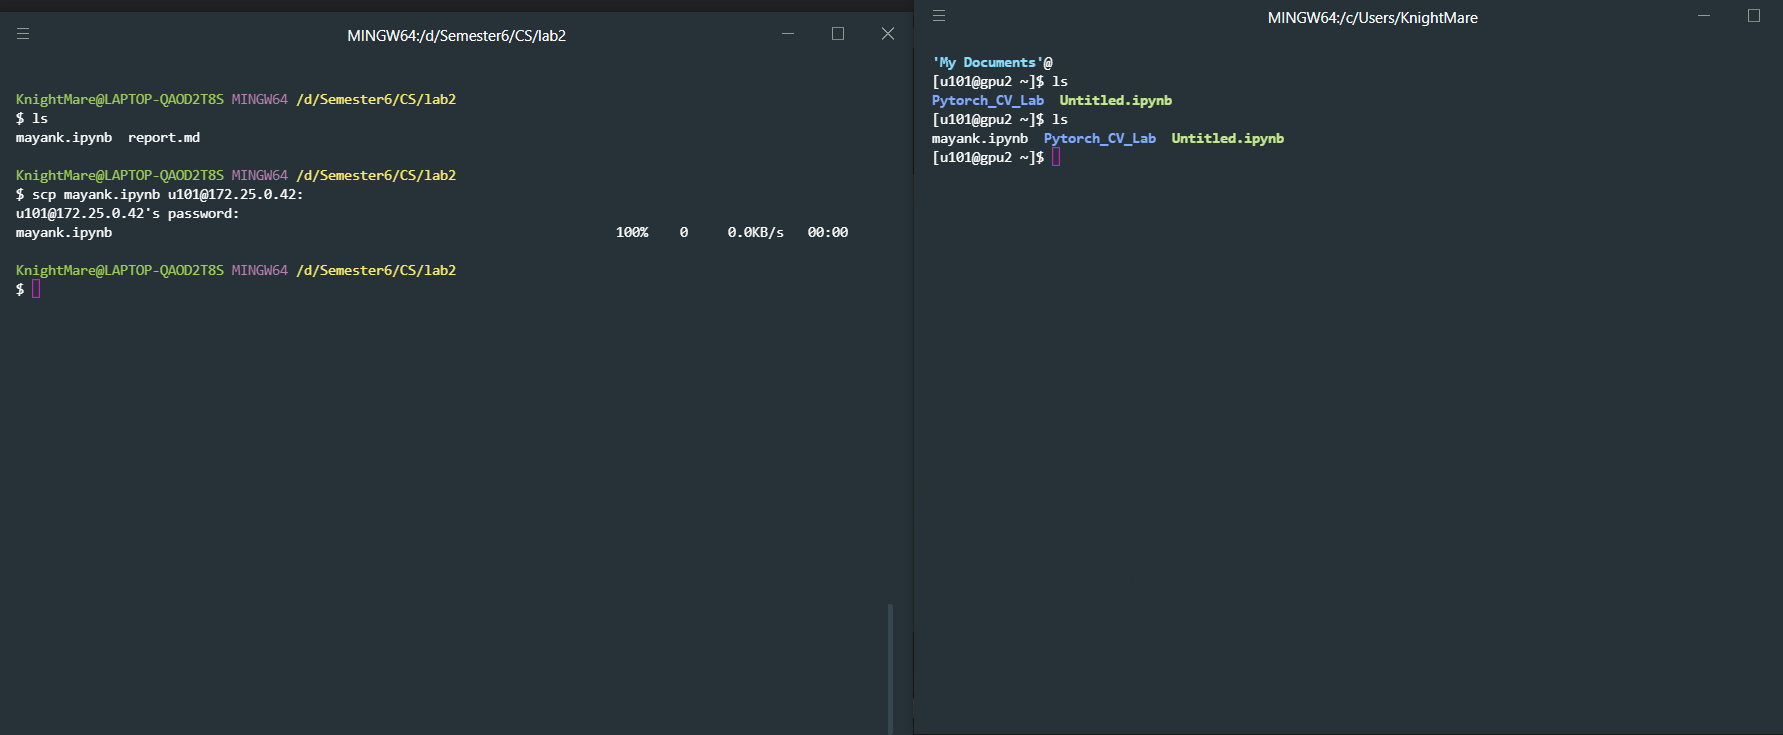 MINGW64:/d/Semester6/CS/lab2
KnightMare@LAPTOP-QAOD2T8S MINGW64 /d/Semester6/CS/lab2
$ ls
mayank.ipynb  report.md
KnightMare@LAPTOP-QAOD2T8S MINGW64 /d/Semester6/CS/lab2
$ scp mayank.ipynb u101@172.25.0.42:
u101@172.25.0.42's password:
mayank.ipynb 100% 0 0.0KB/s 00:00
KnightMare@LAPTOP-QAOD2T8S MINGW64 /d/Semester6/CS/lab2
$
MINGW64:/c/Users/KnightMare
'My Documents'@
[u101@gpu2 ~]$ ls
Pytorch_CV_Lab  Untitled.ipynb
[u101@gpu2 ~]$ ls
mayank.ipynb  Pytorch_CV_Lab  Untitled.ipynb
[u101@gpu2 ~]$